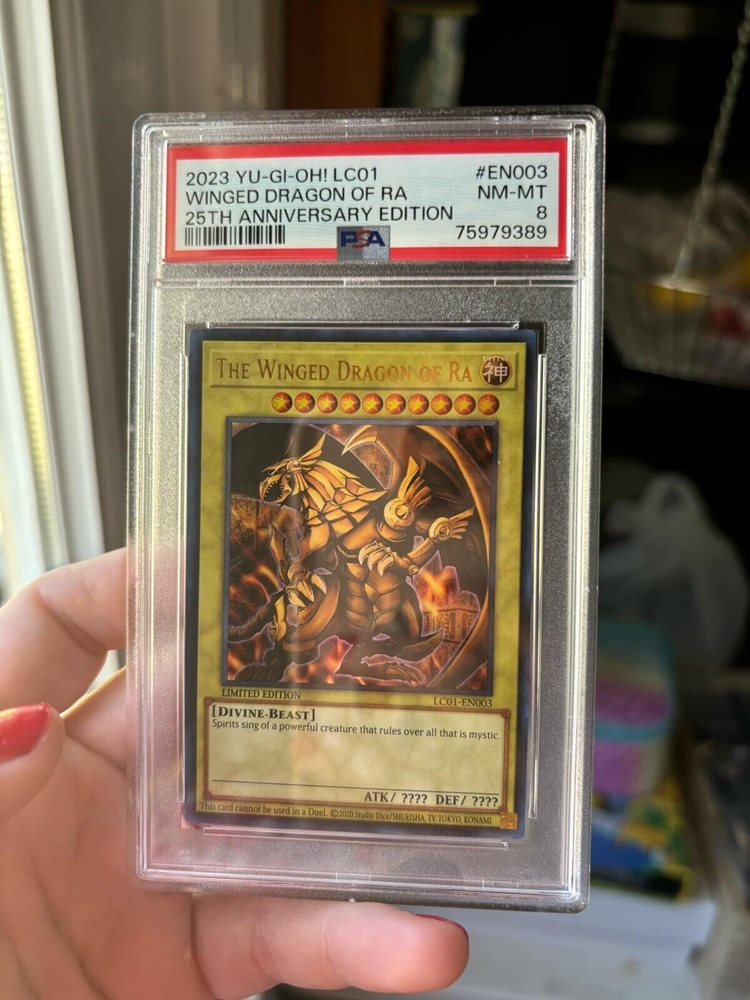 2023 YU-GI-OH! LC01 #EN003
WINGED DRAGON OF RA NM-MT
25TH ANNIVERSARY EDITION 8
PSA 75979389
THE WINGED DRAGON OF RA 神
LIMITED EDITION LC01-EN003
[DIVINE-BEAST]
Spirits sing of a powerful creature that rules over all that is mystic.
ATK/ ???? DEF/ ????
This card cannot be used in a Duel. ©2020 Studio Dice/SHUEISHA, TV TOKYO, KONAMI